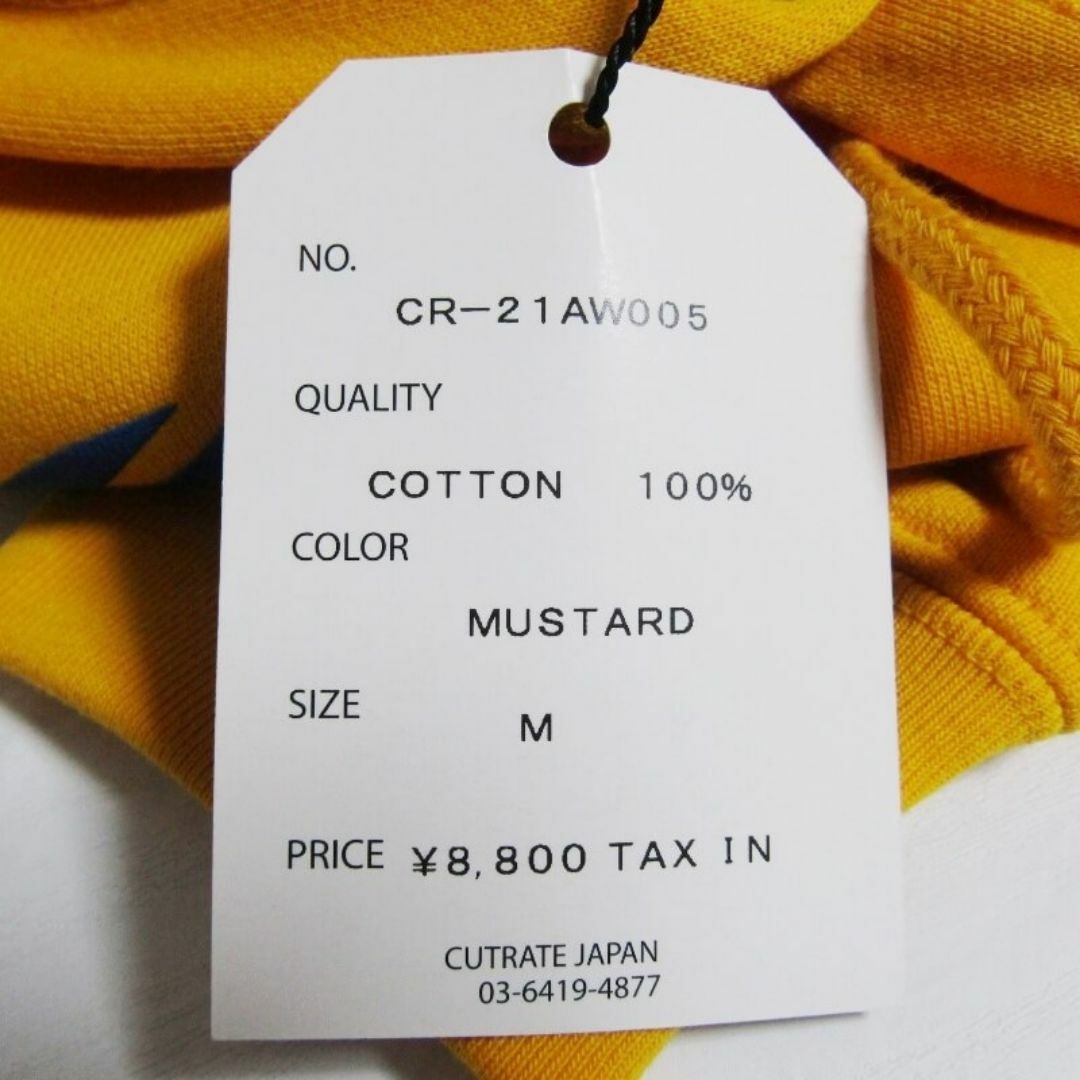 NO.
CR-21AW005
QUALITY
COTTON 100%
COLOR
MUSTARD
SIZE
M
PRICE ¥8,800 TAX IN
CUTRATE JAPAN
03-6419-4877